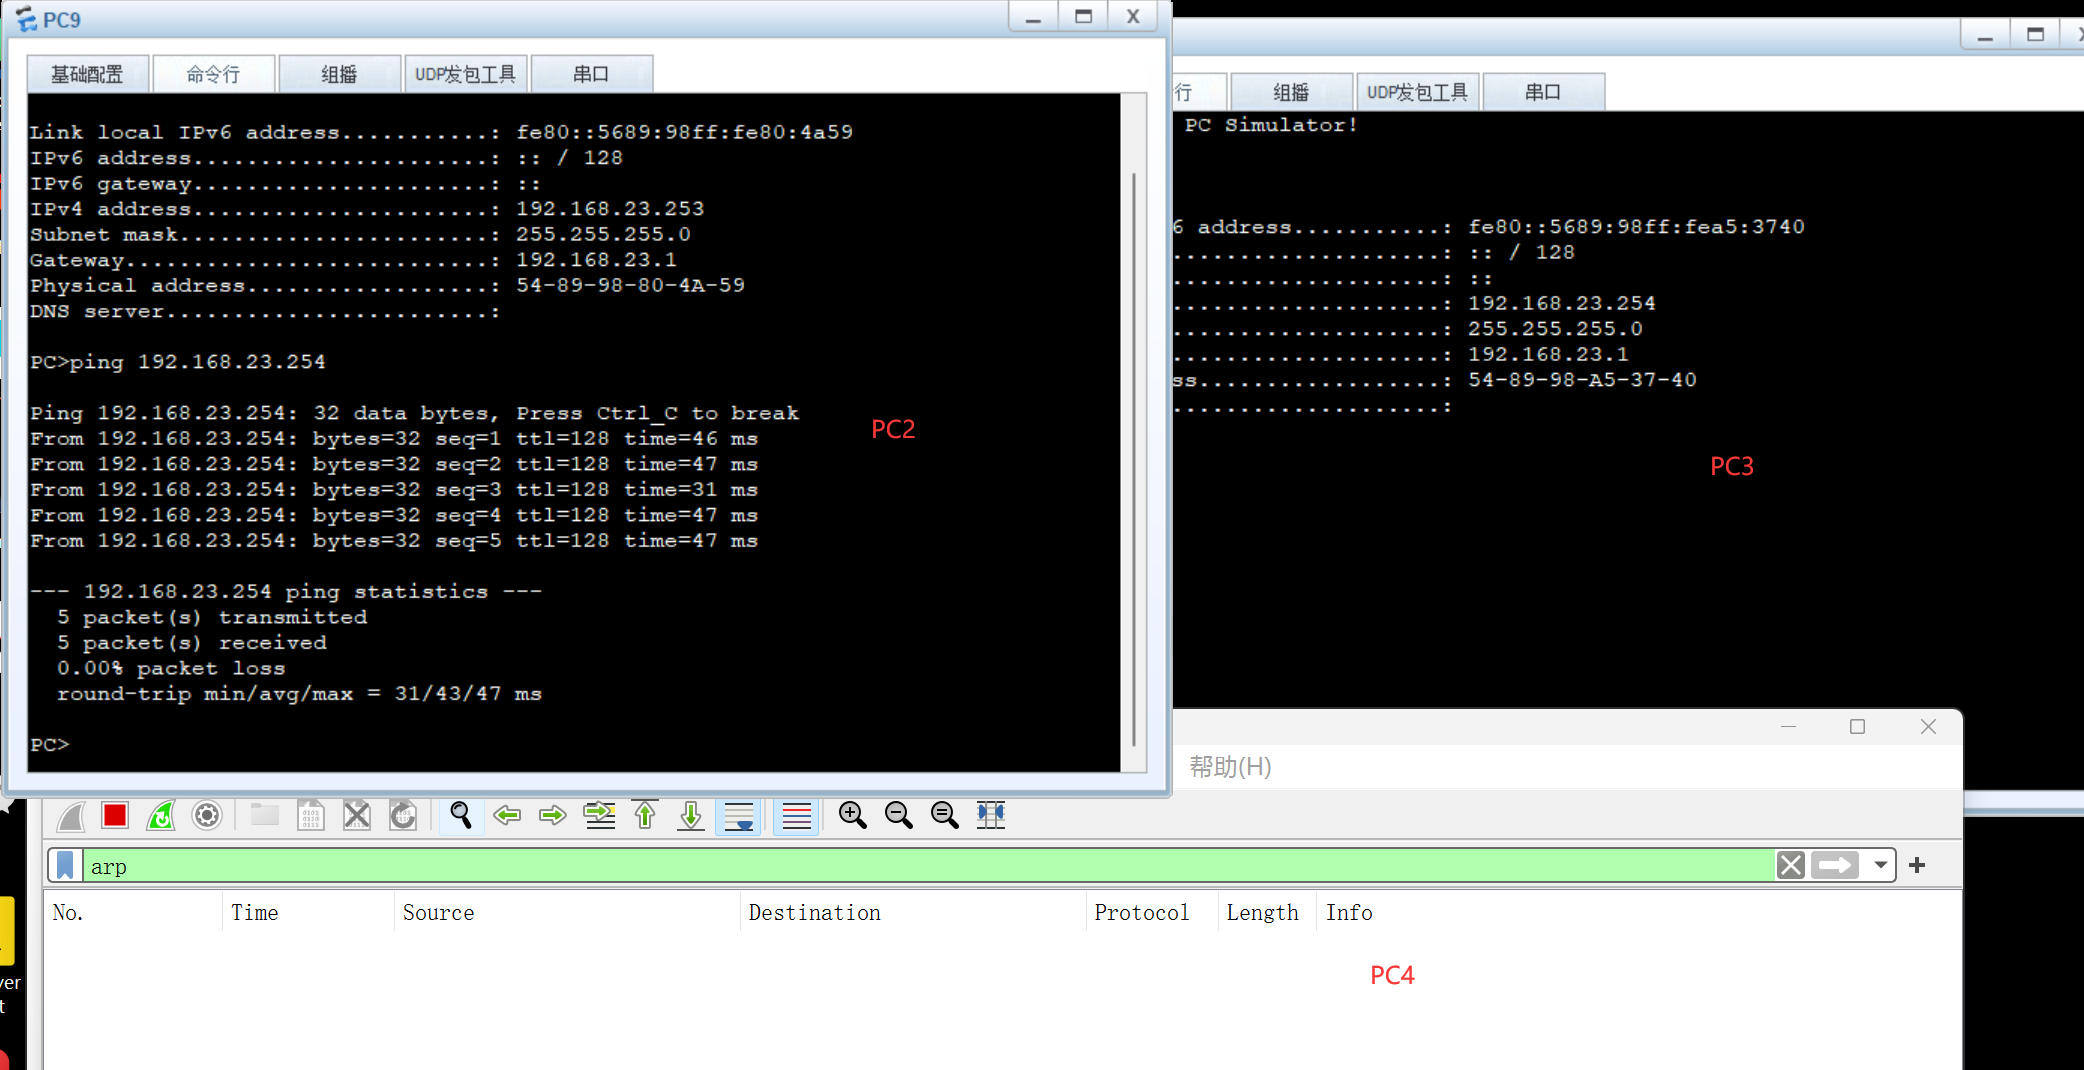 PC9
基础配置 命令行 组播 UDP发包工具 串口
Link local IPv6 address...........: fe80::5689:98ff:fe80:4a59
IPv6 address......................: :: / 128
IPv6 gateway......................: ::
IPv4 address......................: 192.168.23.253
Subnet mask.......................: 255.255.255.0
Gateway...........................: 192.168.23.1
Physical address..................: 54-89-98-80-4A-59
DNS server........................:
PC>ping 192.168.23.254
Ping 192.168.23.254: 32 data bytes, Press Ctrl_C to break
From 192.168.23.254: bytes=32 seq=1 ttl=128 time=46 ms
From 192.168.23.254: bytes=32 seq=2 ttl=128 time=47 ms
From 192.168.23.254: bytes=32 seq=3 ttl=128 time=31 ms
From 192.168.23.254: bytes=32 seq=4 ttl=128 time=47 ms
From 192.168.23.254: bytes=32 seq=5 ttl=128 time=47 ms
--- 192.168.23.254 ping statistics ---
5 packet(s) transmitted
5 packet(s) received
0.00% packet loss
round-trip min/avg/max = 31/43/47 ms
PC>
PC2
行 组播 UDP发包工具 串口
PC Simulator!
6 address...........: fe80::5689:98ff:fea5:3740
....................: :: / 128
....................: ::
....................: 192.168.23.254
....................: 255.255.255.0
....................: 192.168.23.1
ss..................: 54-89-98-A5-37-40
....................:
PC3
帮助(H)
arp
No. Time Source Destination Protocol Length Info
PC4
ver
t